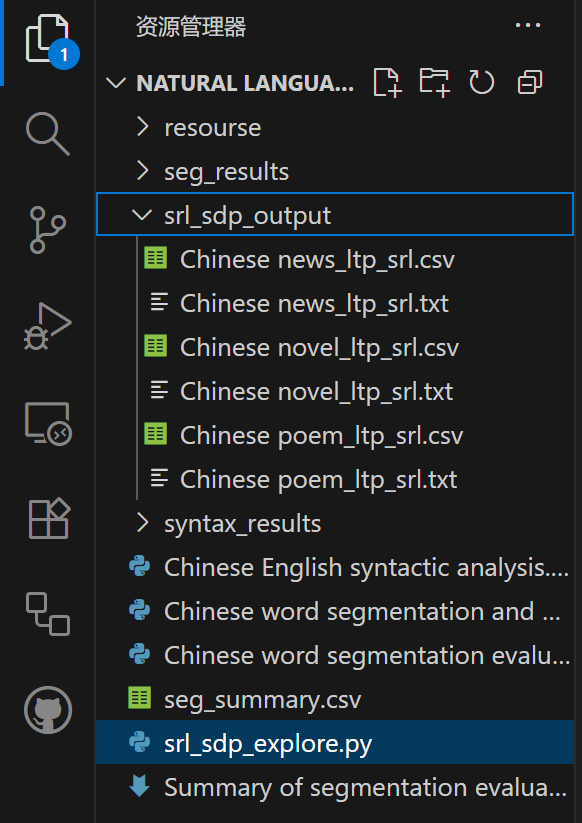 资源管理器
1
NATURAL LANGUA...
resourse
seg_results
srl_sdp_output
Chinese news_ltp_srl.csv
Chinese news_ltp_srl.txt
Chinese novel_ltp_srl.csv
Chinese novel_ltp_srl.txt
Chinese poem_ltp_srl.csv
Chinese poem_ltp_srl.txt
syntax_results
Chinese English syntactic analysis....
Chinese word segmentation and ...
Chinese word segmentation evalu...
seg_summary.csv
srl_sdp_explore.py
Summary of segmentation evalua...